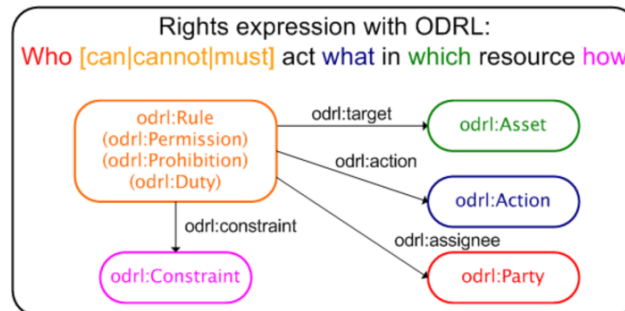 Rights expression with ODRL:
Who [can|cannot|must] act what in which resource how
odrl:Rule
(odrl:Permission)
(odrl:Prohibition)
(odrl:Duty)
odrl:target
odrl:Asset
odrl:action
odrl:Action
odrl:constraint
odrl:assignee
odrl:Constraint
odrl:Party